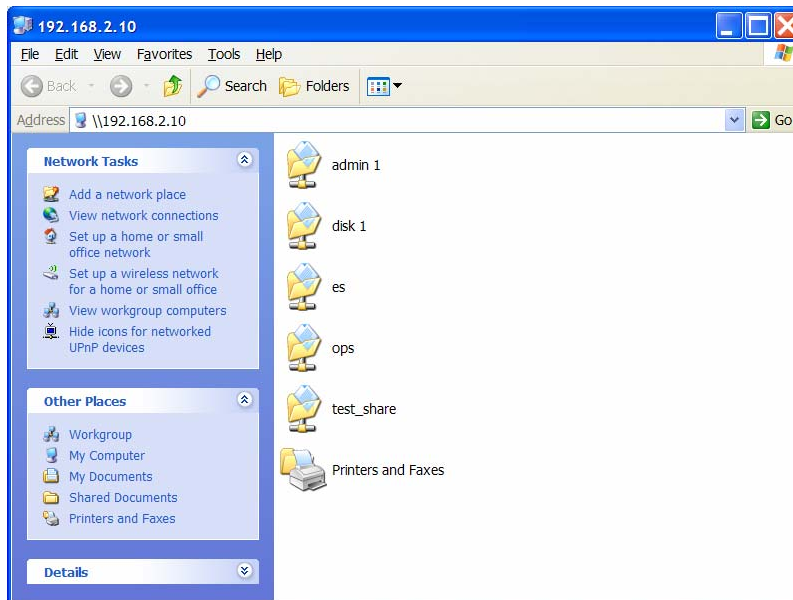 192.168.2.10
File Edit View Favorites Tools Help
Back Search Folders
Address \\192.168.2.10 Go
Network Tasks
Add a network place
View network connections
Set up a home or small
office network
Set up a wireless network
for a home or small office
View workgroup computers
Hide icons for networked
UPnP devices
Other Places
Workgroup
My Computer
My Documents
Shared Documents
Printers and Faxes
Details
admin 1
disk 1
es
ops
test_share
Printers and Faxes